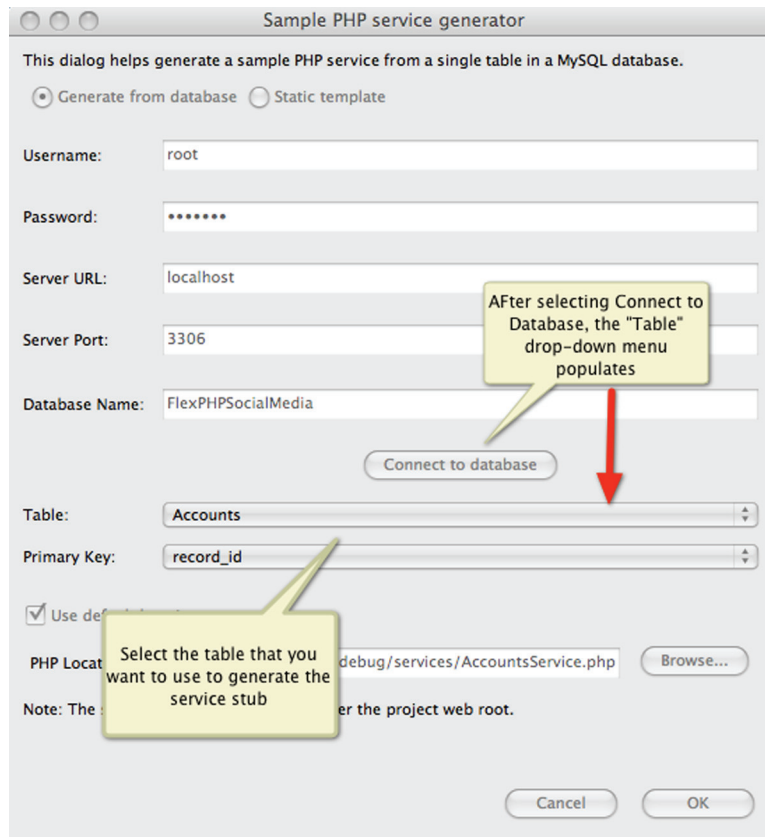 Sample PHP service generator
This dialog helps generate a sample PHP service from a single table in a MySQL database.
Generate from database Static template
Username: root
Password: •••••••
Server URL: localhost
AFter selecting Connect to
Database, the "Table"
drop-down menu
populates
Server Port: 3306
Database Name: FlexPHPSocialMedia
Connect to database
Table: Accounts
Primary Key: record_id
Use
Select the table that you
want to use to generate the
service stub
PHP debug/services/AccountsService.php Browse...
Note: The the project web root.
Cancel OK